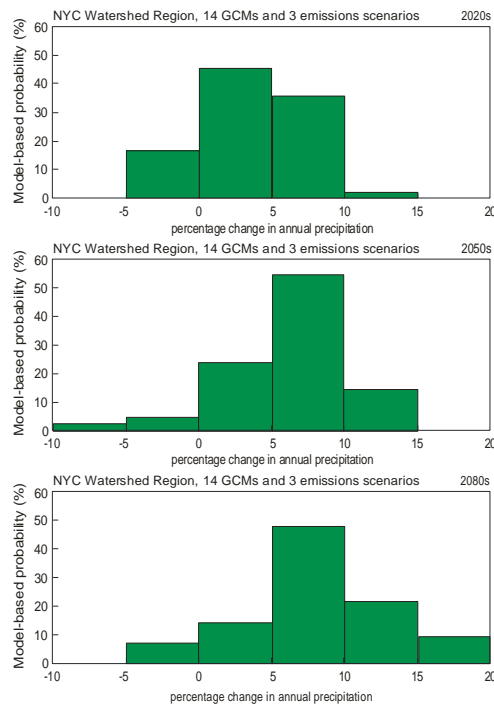 NYC Watershed Region, 14 GCMs and 3 emissions scenarios 2020s
Model-based probability (%)
60
50
40
30
20
10
0
-10 -5 0 5 10 15 20
percentage change in annual precipitation
NYC Watershed Region, 14 GCMs and 3 emissions scenarios 2050s
Model-based probability (%)
60
50
40
30
20
10
0
-10 -5 0 5 10 15 20
percentage change in annual precipitation
NYC Watershed Region, 14 GCMs and 3 emissions scenarios 2080s
Model-based probability (%)
60
50
40
30
20
10
0
-10 -5 0 5 10 15 20
percentage change in annual precipitation